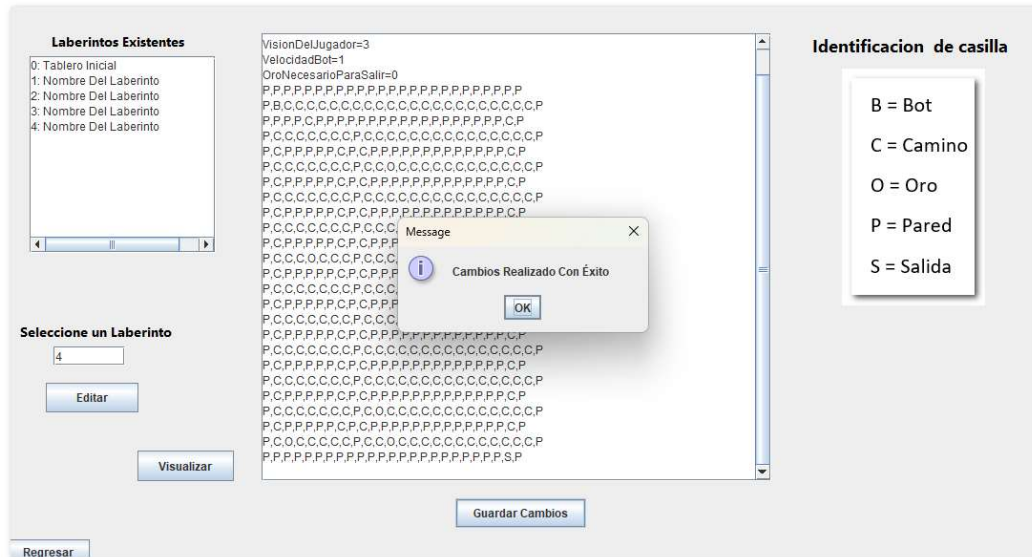 Laberintos Existentes
0: Tablero Inicial
1: Nombre Del Laberinto
2: Nombre Del Laberinto
3: Nombre Del Laberinto
4: Nombre Del Laberinto
Seleccione un Laberinto
4
Editar
Visualizar
Regresar
VisionDelJugador=3
VelocidadBot=1
OroNecesarioParaSalir=0
P,P,P,P,P,P,P,P,P,P,P,P,P,P,P,P,P,P,P,P,P,P,P,P,P
P,B,C,C,C,C,C,C,C,C,C,C,C,C,C,C,C,C,C,C,C,C,C,C,P
P,P,P,P,C,P,P,P,P,P,P,P,P,P,P,P,P,P,P,P,P,P,P,C,P
P,C,C,C,C,C,C,C,P,C,C,C,C,C,C,C,C,C,C,C,C,C,C,C,P
P,C,P,P,P,P,P,C,P,C,P,P,P,P,P,P,P,P,P,P,P,P,P,C,P
P,C,C,C,C,C,C,C,P,C,C,O,C,C,C,C,C,C,C,C,C,C,C,C,P
P,C,P,P,P,P,P,C,P,C,P,P,P,P,P,P,P,P,P,P,P,P,P,C,P
P,C,C,C,C,C,C,C,P,C,C,C,C,C,C,C,C,C,C,C,C,C,C,C,P
P,C,P,P,P,P,P,C,P,C,P,P,P,P,P,P,P,P,P,P,P,P,P,C,P
P,C,C,C,C,C,C,C,P,C,C,C,
P,C,P,P,P,P,P,C,P,C,P,P,P
P,C,C,C,O,C,C,C,P,C,C,C,
P,C,P,P,P,P,P,C,P,C,P,P,P
P,C,C,C,C,C,C,C,P,C,C,C,
P,C,P,P,P,P,P,C,P,C,P,P,P
P,C,C,C,C,C,C,C,P,C,C,C,
P,C,P,P,P,P,P,C,P,C,P,P,P,P,P,P,P,P,P,P,P,P,P,C,P
P,C,C,C,C,C,C,C,P,C,C,C,C,C,C,C,C,C,C,C,C,C,C,C,P
P,C,P,P,P,P,P,C,P,C,P,P,P,P,P,P,P,P,P,P,P,P,P,C,P
P,C,C,C,C,C,C,C,P,C,C,C,C,C,C,C,C,C,C,C,C,C,C,C,P
P,C,P,P,P,P,P,C,P,C,P,P,P,P,P,P,P,P,P,P,P,P,P,C,P
P,C,C,C,C,C,C,C,P,C,O,C,C,C,C,C,C,C,C,C,C,C,C,C,P
P,C,P,P,P,P,P,C,P,C,P,P,P,P,P,P,P,P,P,P,P,P,P,C,P
P,C,O,C,C,C,C,C,P,C,C,O,C,C,C,C,C,C,C,C,C,C,C,C,P
P,P,P,P,P,P,P,P,P,P,P,P,P,P,P,P,P,P,P,P,P,P,P,S,P
Message
Cambios Realizado Con Éxito
OK
Guardar Cambios
Identificacion de casilla
B = Bot
C = Camino
O = Oro
P = Pared
S = Salida